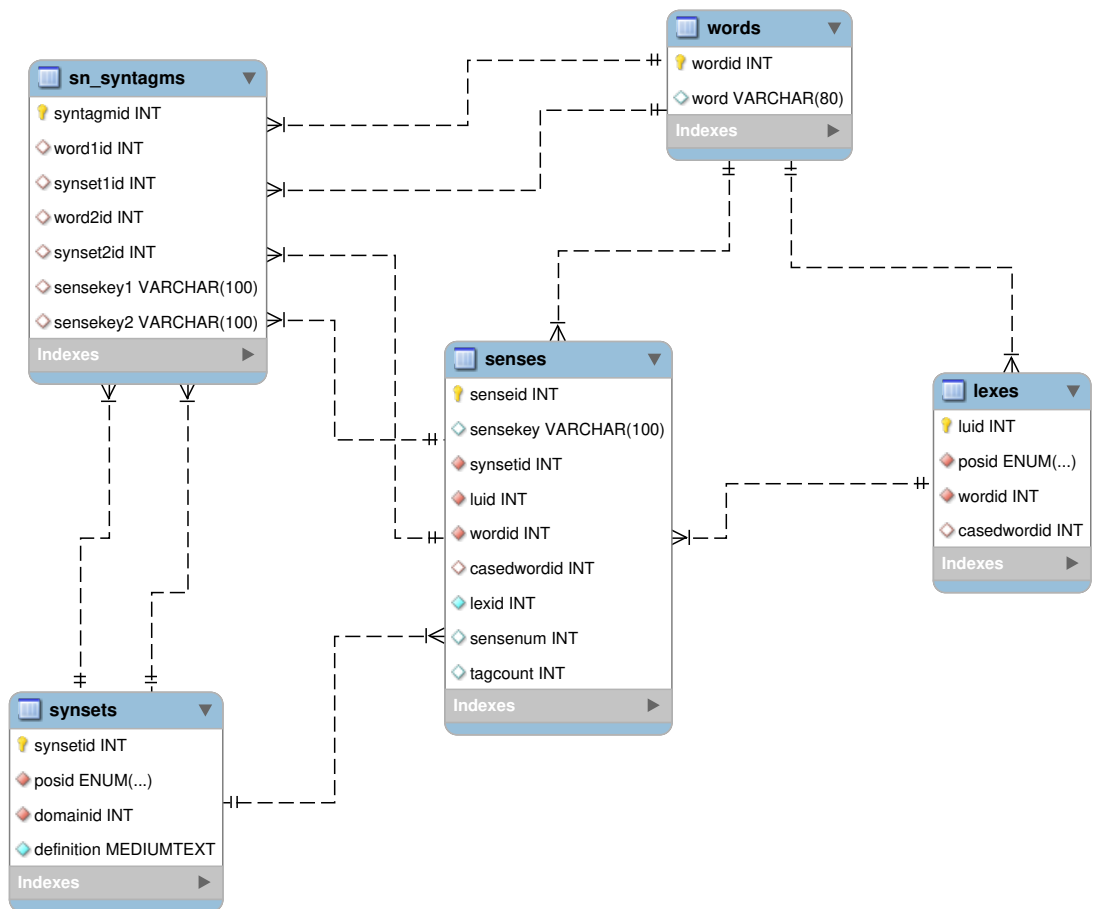 words
wordid INT
word VARCHAR(80)
Indexes
sn_syntagms
syntagmid INT
word1id INT
synset1id INT
word2id INT
synset2id INT
sensekey1 VARCHAR(100)
sensekey2 VARCHAR(100)
Indexes
senses
senseid INT
sensekey VARCHAR(100)
synsetid INT
luid INT
wordid INT
casedwordid INT
lexid INT
sensenum INT
tagcount INT
Indexes
lexes
luid INT
posid ENUM(...)
wordid INT
casedwordid INT
Indexes
synsets
synsetid INT
posid ENUM(...)
domainid INT
definition MEDIUMTEXT
Indexes